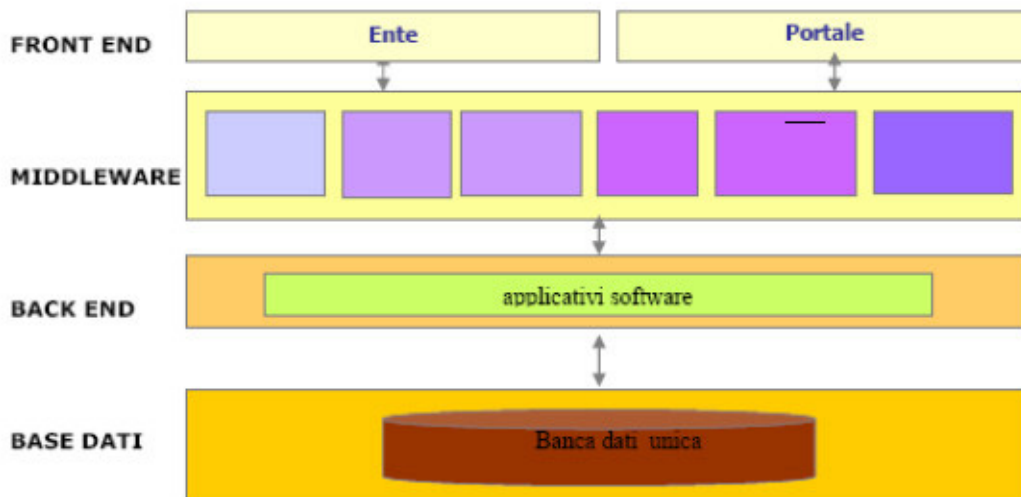 FRONT END
Ente
Portale
MIDDLEWARE
BACK END
applicativi software
BASE DATI
Banca dati unica